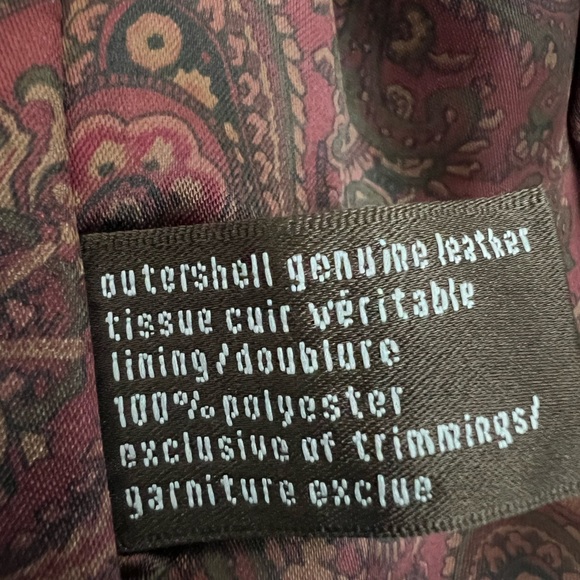 outershell genuine leather
tissue cuir véritable
lining/doublure
100% polyester
exclusive of trimmings/
garniture exclue